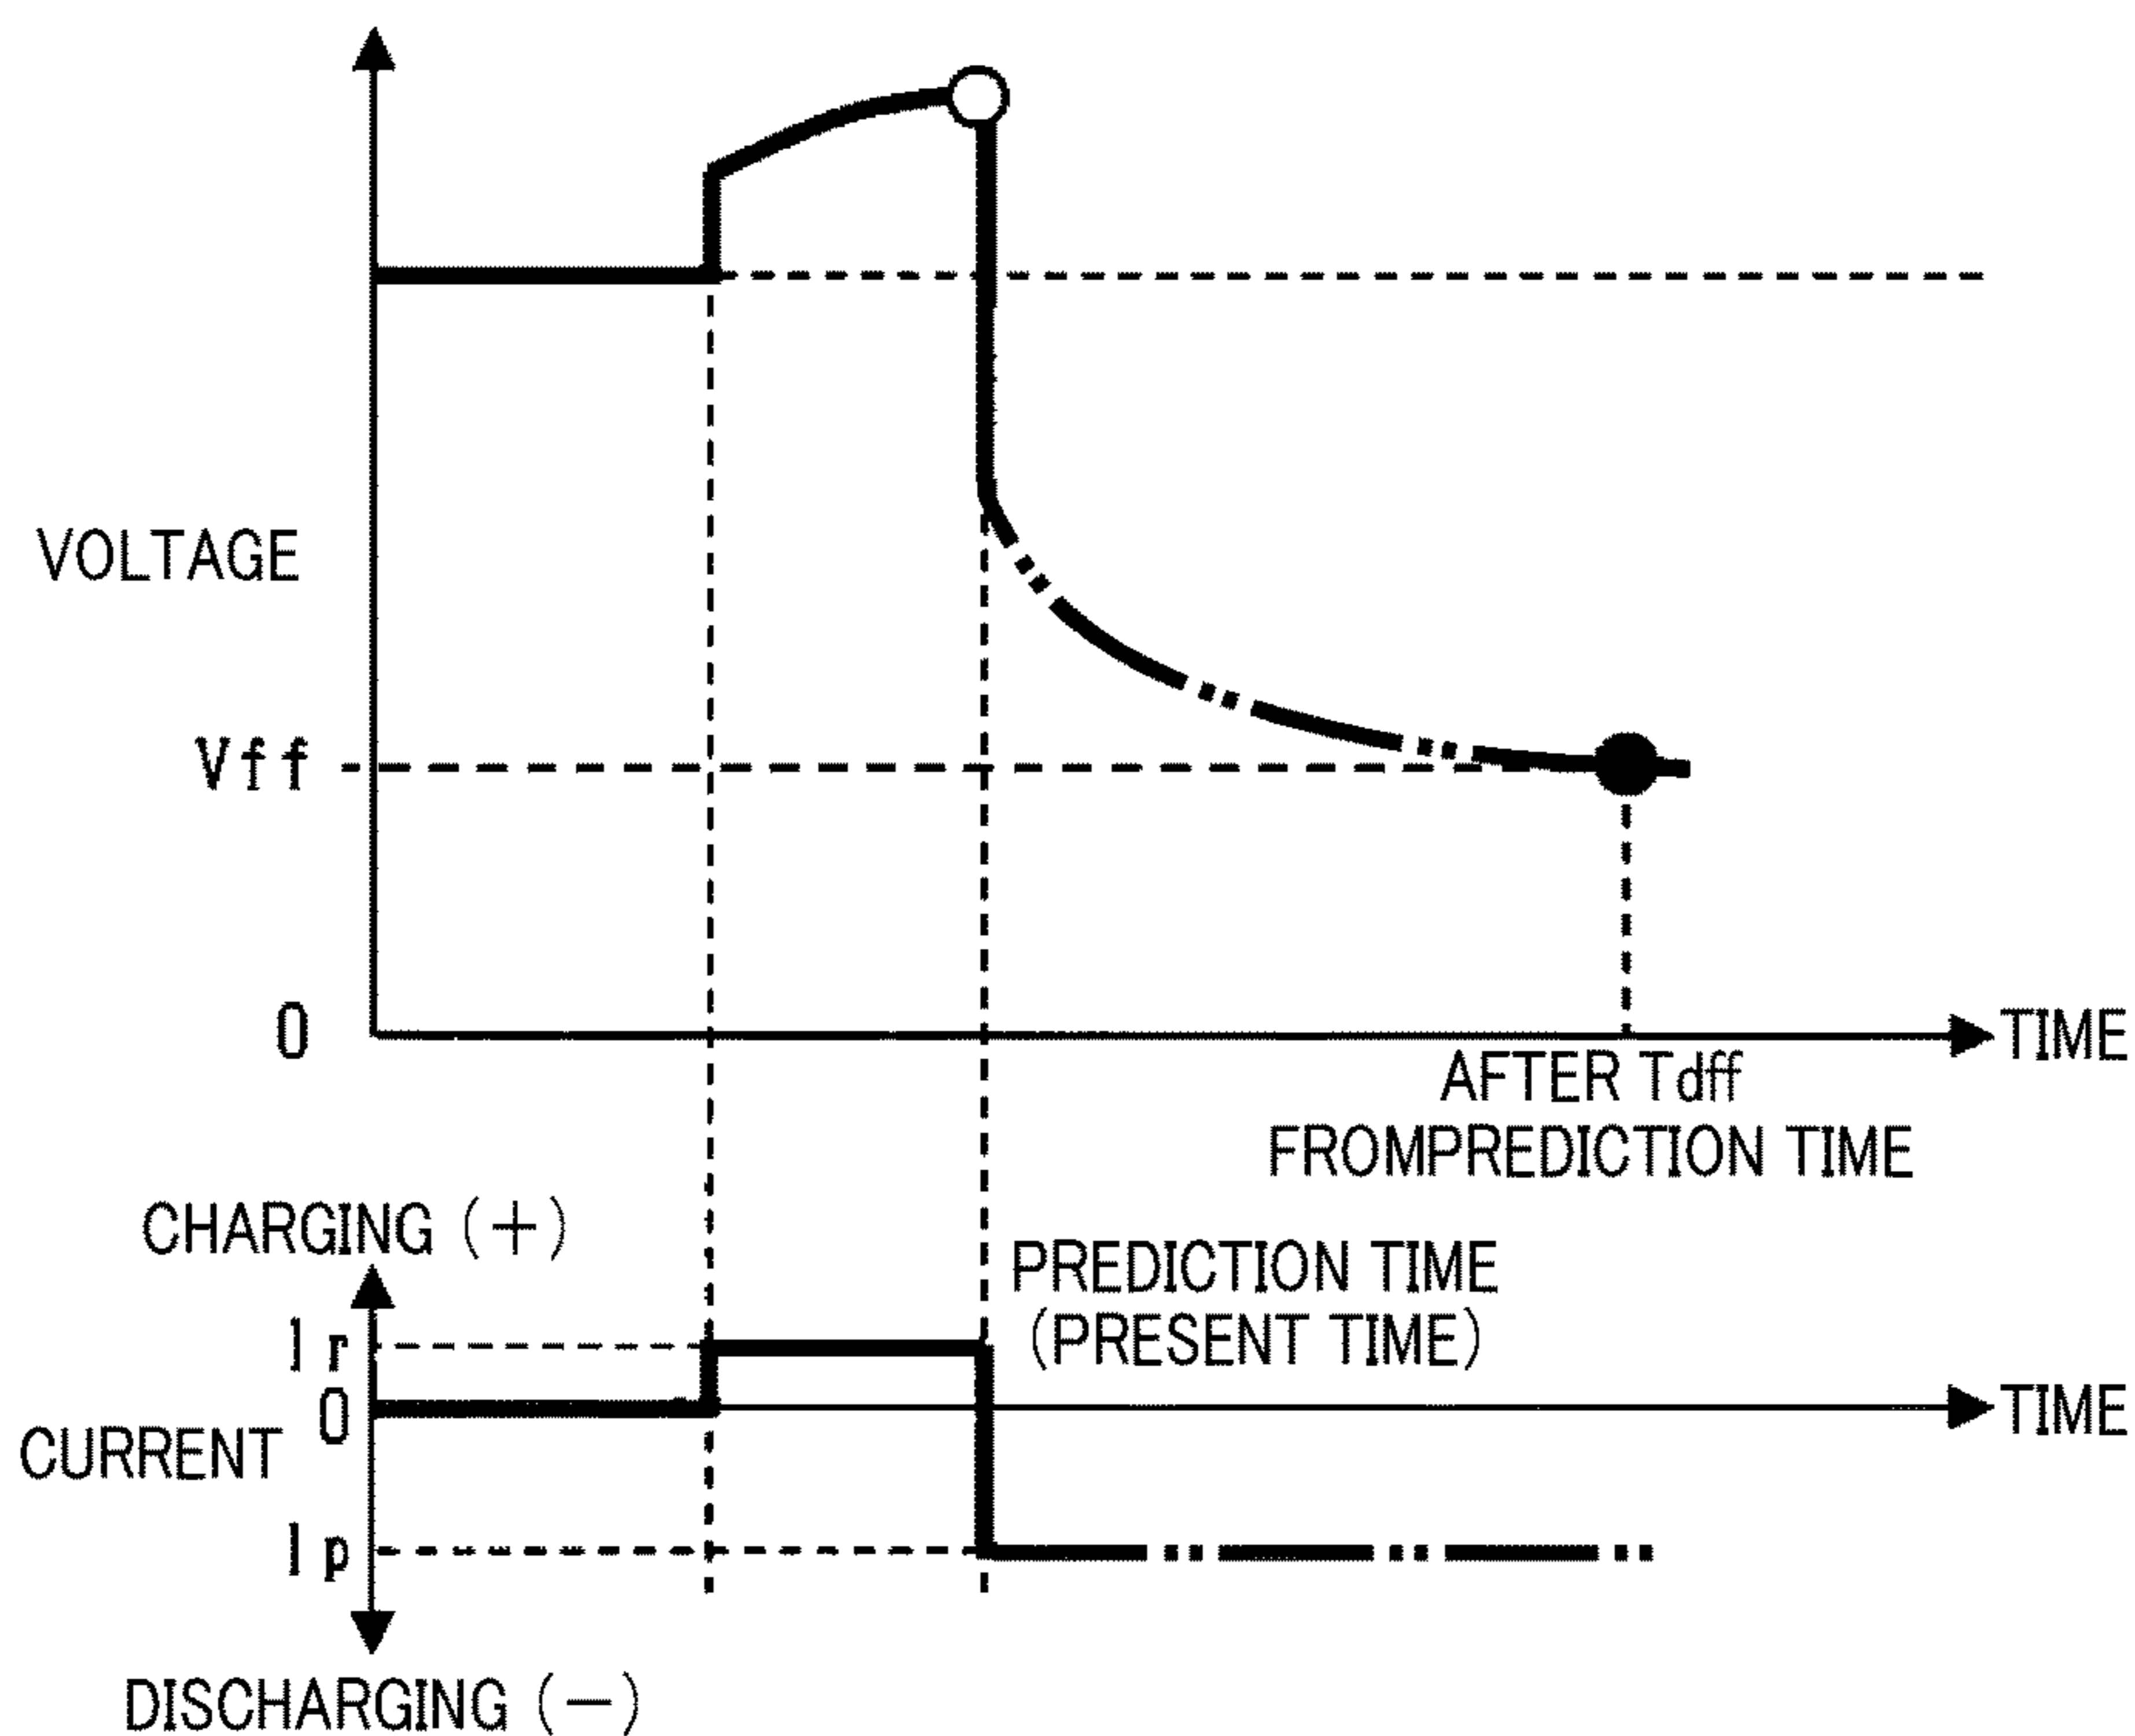 VOLTAGE
Vff
0
TIME
AFTER Tdff
FROMPREDICTION TIME
CHARGING (+)
PREDICTION TIME
(PRESENT TIME)
Ir
0
TIME
CURRENT
Ip
DISCHARGING (−)